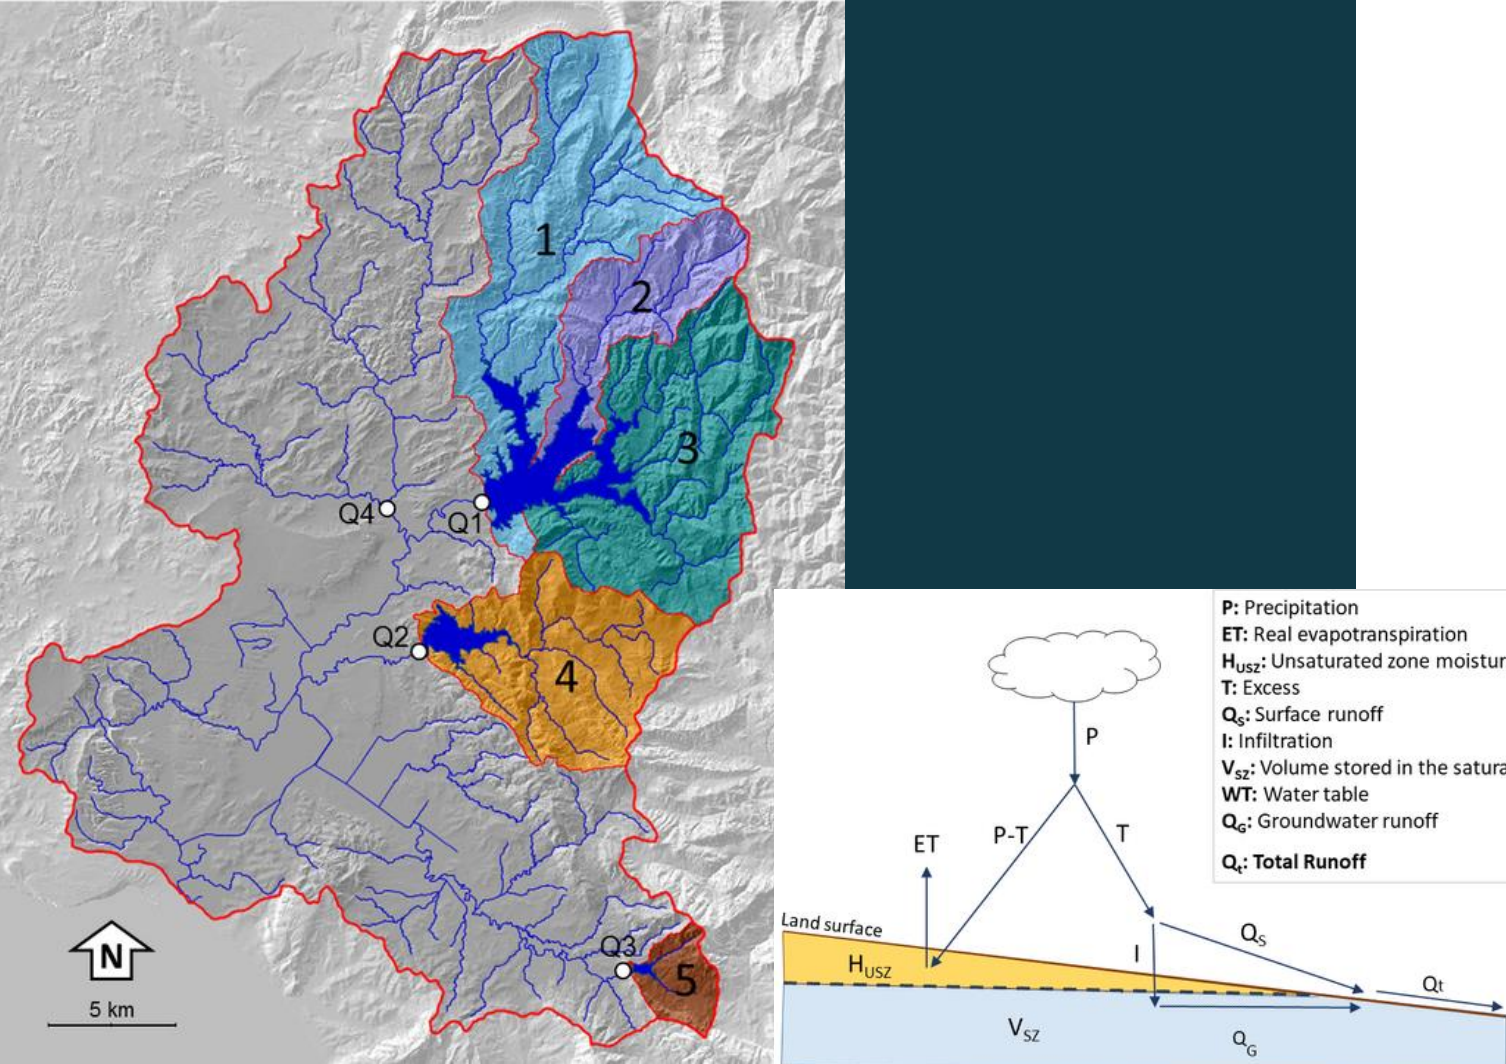 1
2
3
Q4
Q1
Q2
4
Q3
5
N
5 km
P: Precipitation
ET: Real evapotranspiration
HUSZ: Unsaturated zone moistur
T: Excess
QS: Surface runoff
I: Infiltration
VSZ: Volume stored in the satura
WT: Water table
QG: Groundwater runoff
Qt: Total Runoff
P
P-T
T
ET
Land surface
QS
I
HUSZ
Qt
VSZ
QG